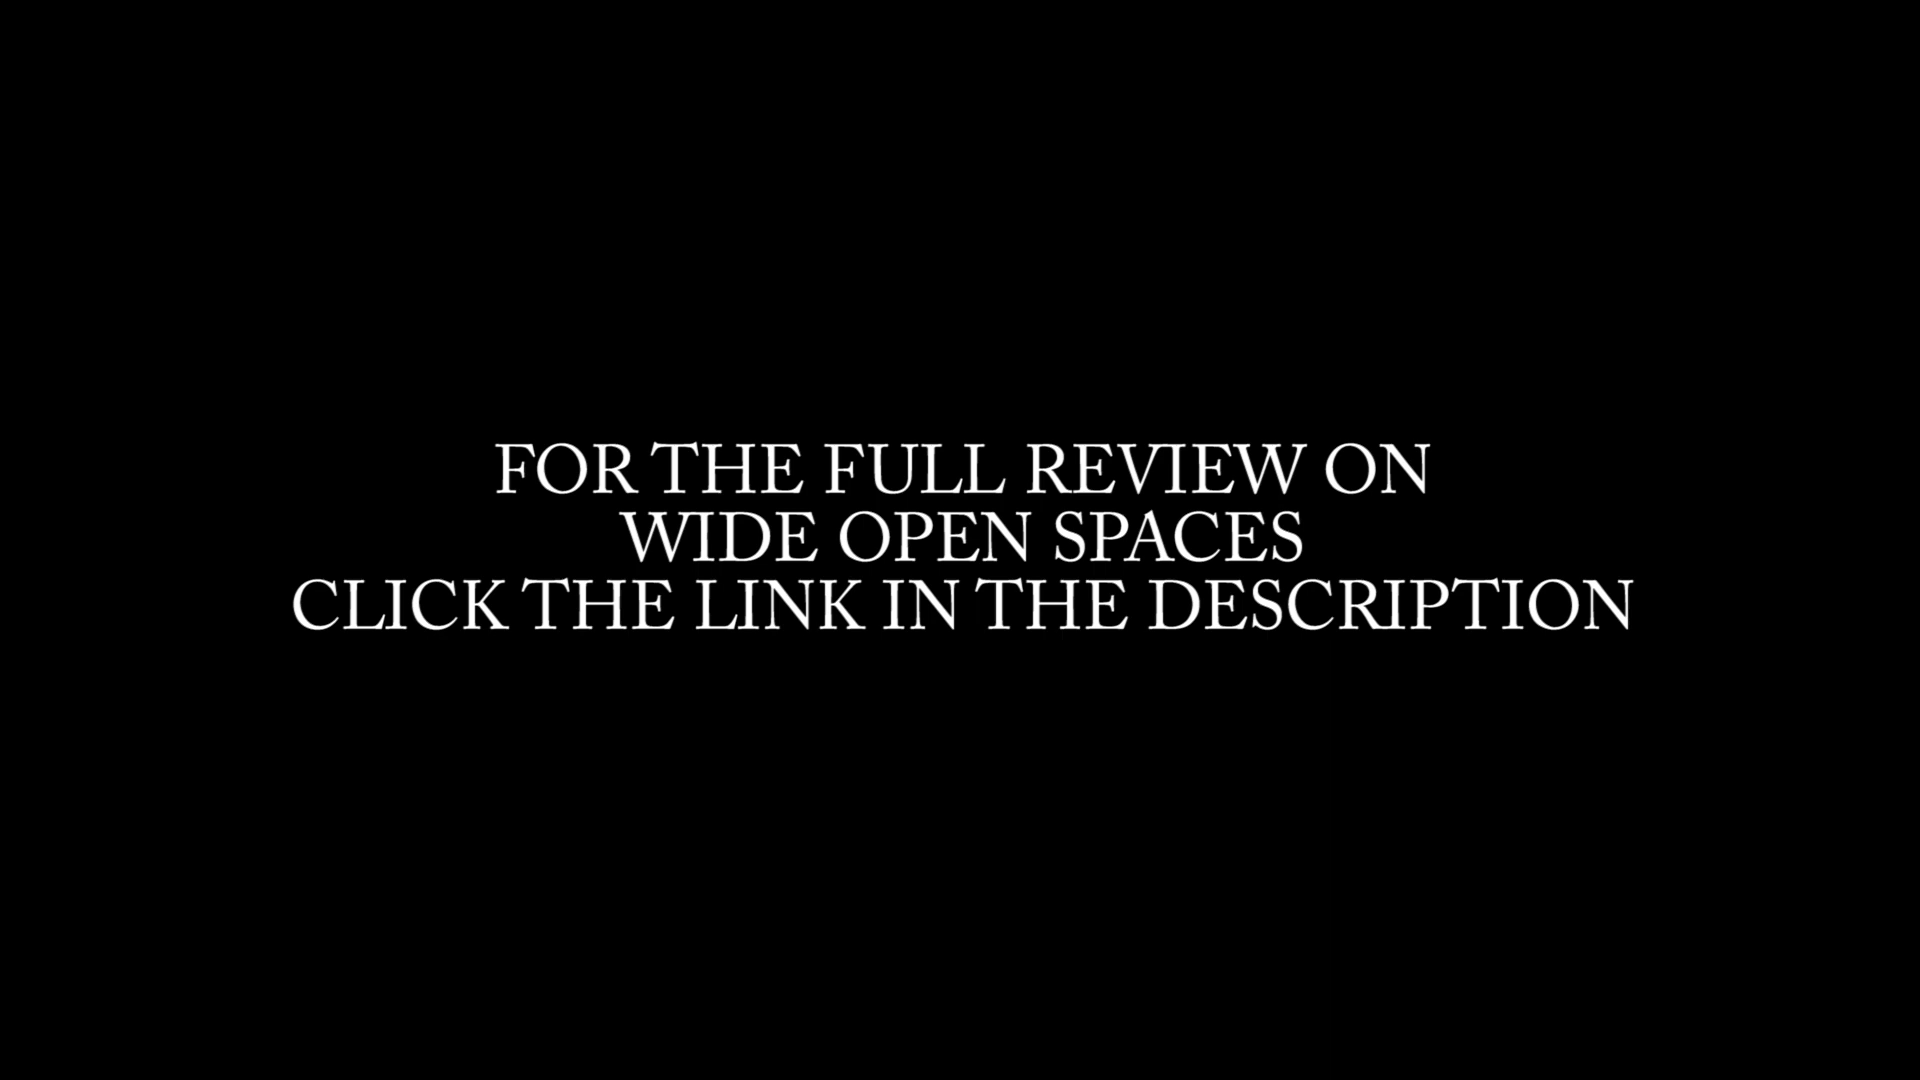 FOR THE FULL REVIEW ON
WIDE OPEN SPACES
CLICK THE LINK IN THE DESCRIPTION